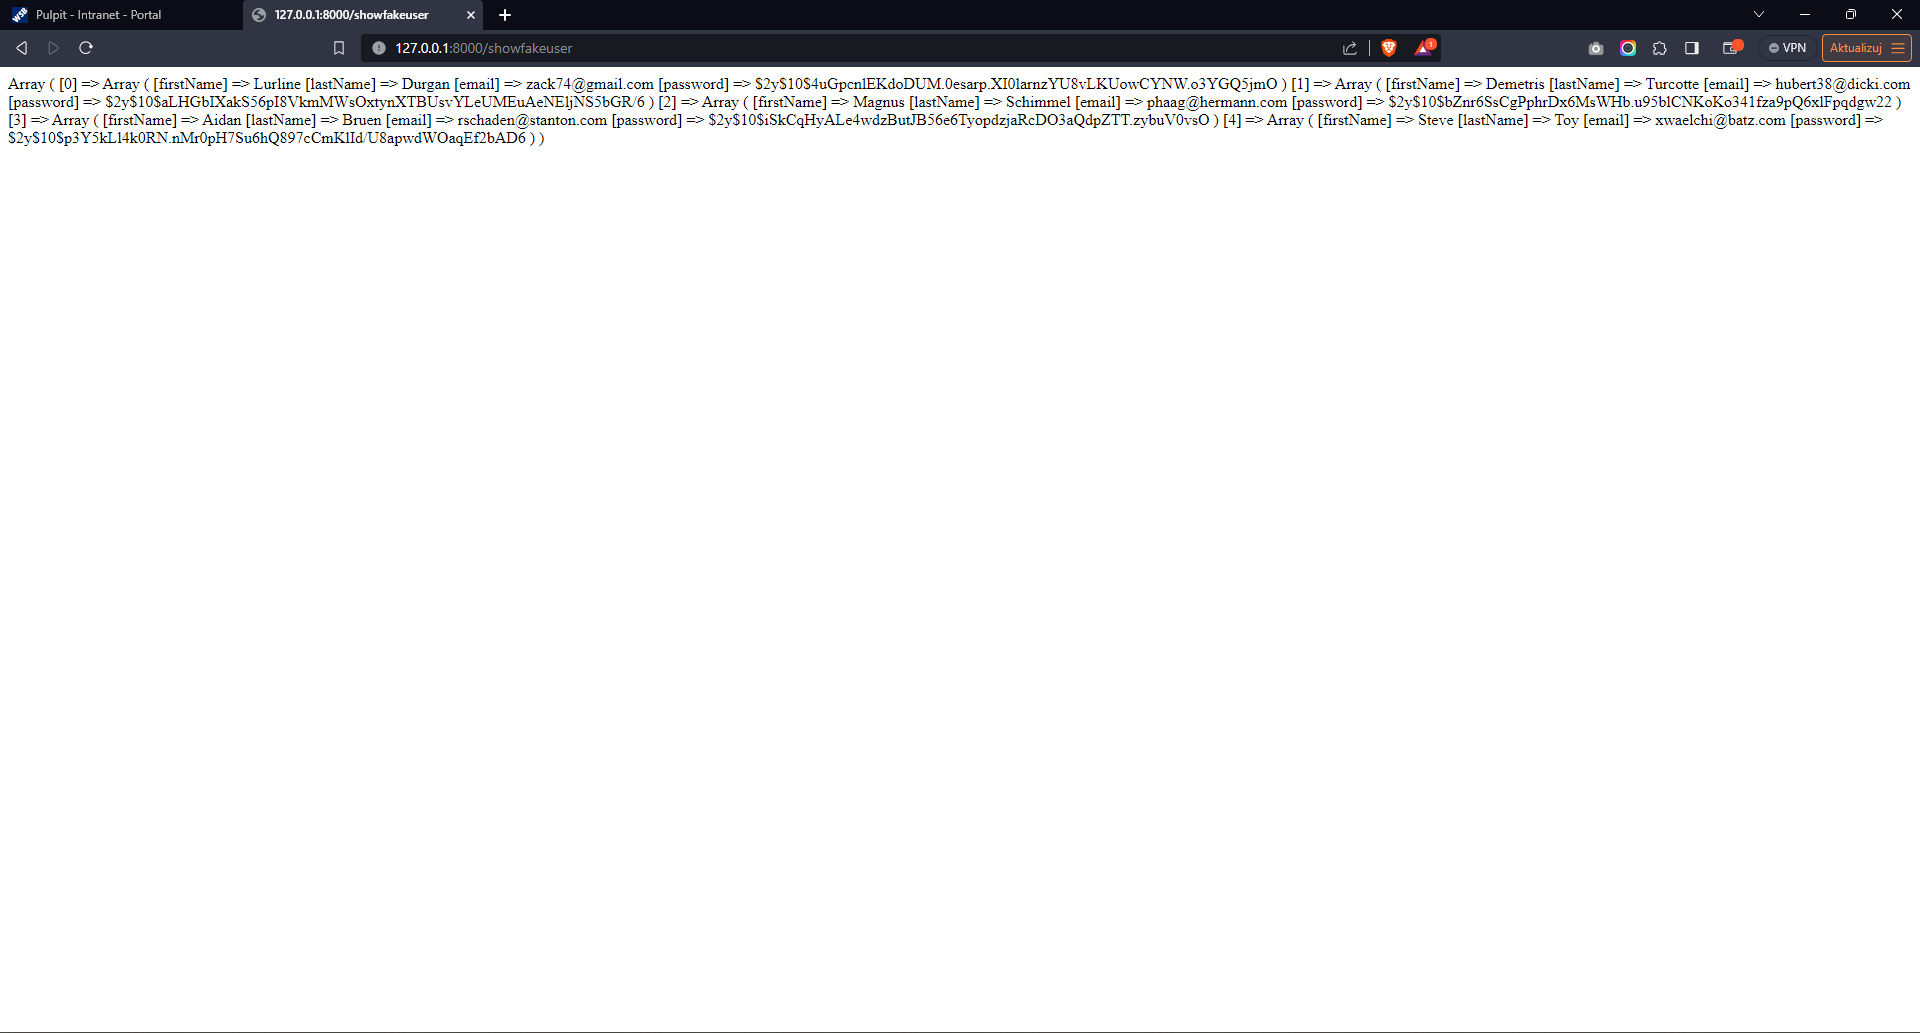 WSB Pulpit - Intranet - Portal
127.0.0.1:8000/showfakeuser
127.0.0.1:8000/showfakeuser
1
VPN
Aktualizuj
Array ( [0] => Array ( [firstName] => Lurline [lastName] => Durgan [email] => zack74@gmail.com [password] => $2y$10$4uGpcnlEKdoDUM.0esarp.XI0larnzYU8vLKUowCYNW.o3YGQ5jmO ) [1] => Array ( [firstName] => Demetris [lastName] => Turcotte [email] => hubert38@dicki.com
[password] => $2y$10$aLHGbIXakS56pI8VkmMWsOxtynXTBUsvYLeUMEuAeNEljNS5bGR/6 ) [2] => Array ( [firstName] => Magnus [lastName] => Schimmel [email] => phaag@hermann.com [password] => $2y$10$bZnr6SsCgPphrDx6MsWHb.u95blCNKoKo341fza9pQ6xlFpqdgw22 )
[3] => Array ( [firstName] => Aidan [lastName] => Bruen [email] => rschaden@stanton.com [password] => $2y$10$iSkCqHyALe4wdzButJB56e6TyopdzjaRcDO3aQdpZTT.zybuV0vsO ) [4] => Array ( [firstName] => Steve [lastName] => Toy [email] => xwaelchi@batz.com [password] =>
$2y$10$p3Y5kLl4k0RN.nMr0pH7Su6hQ897cCmKlId/U8apwdWOaqEf2bAD6 ) )